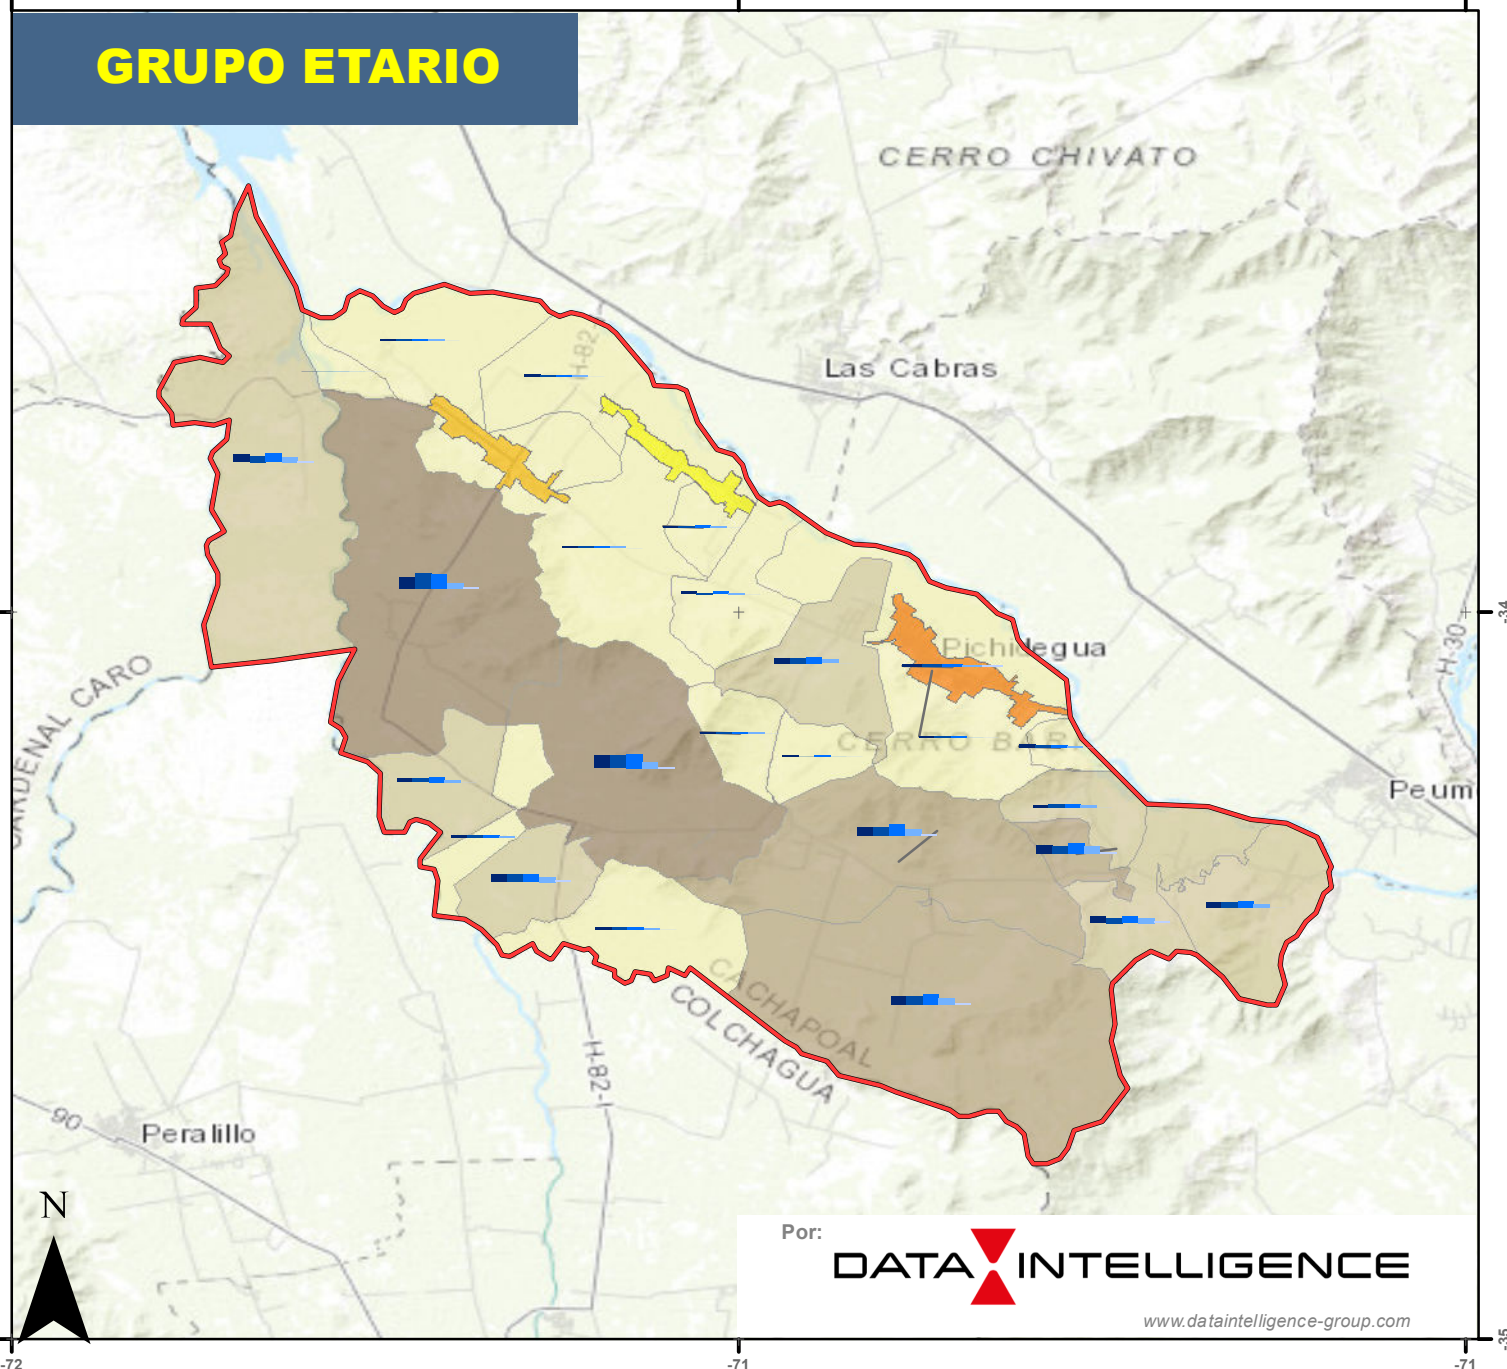 GRUPO ETARIO
CERRO CHIVATO
H-82-
Las Cabras
-34
Pichidegua
H-30
CARDENAL CARO
CERRO BAR
Peum
CACHAPOAL
COLCHAGUA
H-82-I
90
Peralillo
N
Por:
DATA INTELLIGENCE
www.dataintelligence-group.com
-35
-72
-71
-71